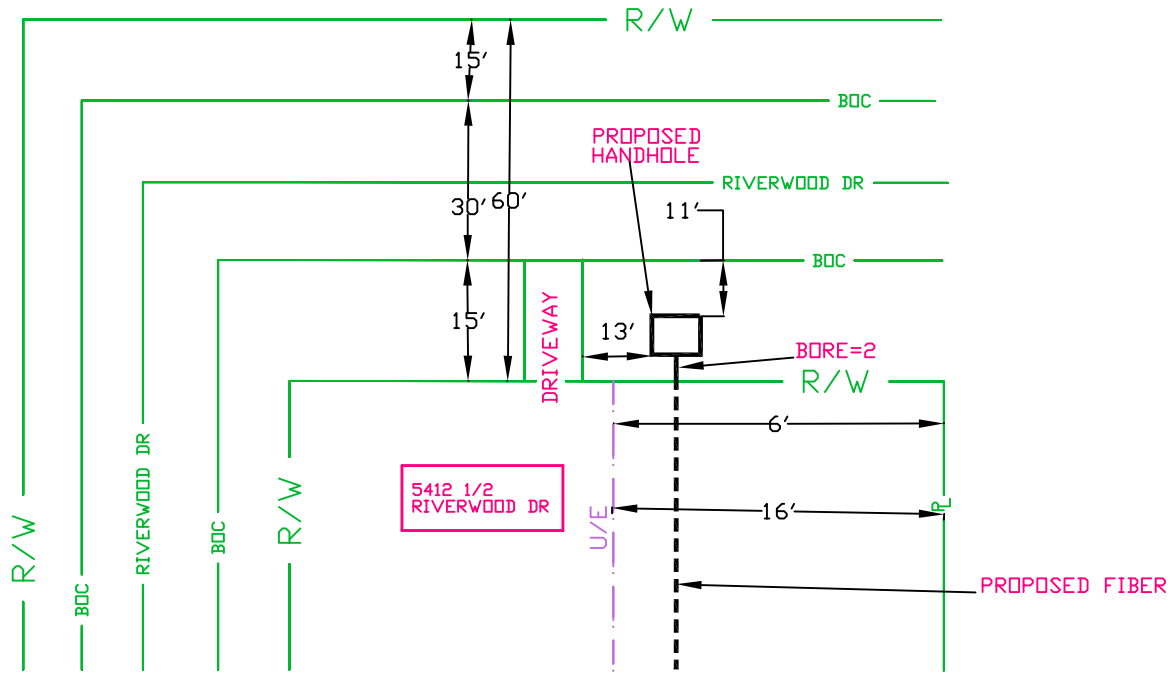 R/W
15'
BOC
PROPOSED
HANDHOLE
RIVERWOOD DR
30'
60'
11'
BOC
15'
13'
DRIVEWAY
BORE=2
R/W
6'
5412 1/2
RIVERWOOD DR
16'
R/W
BOC
RIVERWOOD DR
BOC
R/W
U/E
PL
PROPOSED FIBER